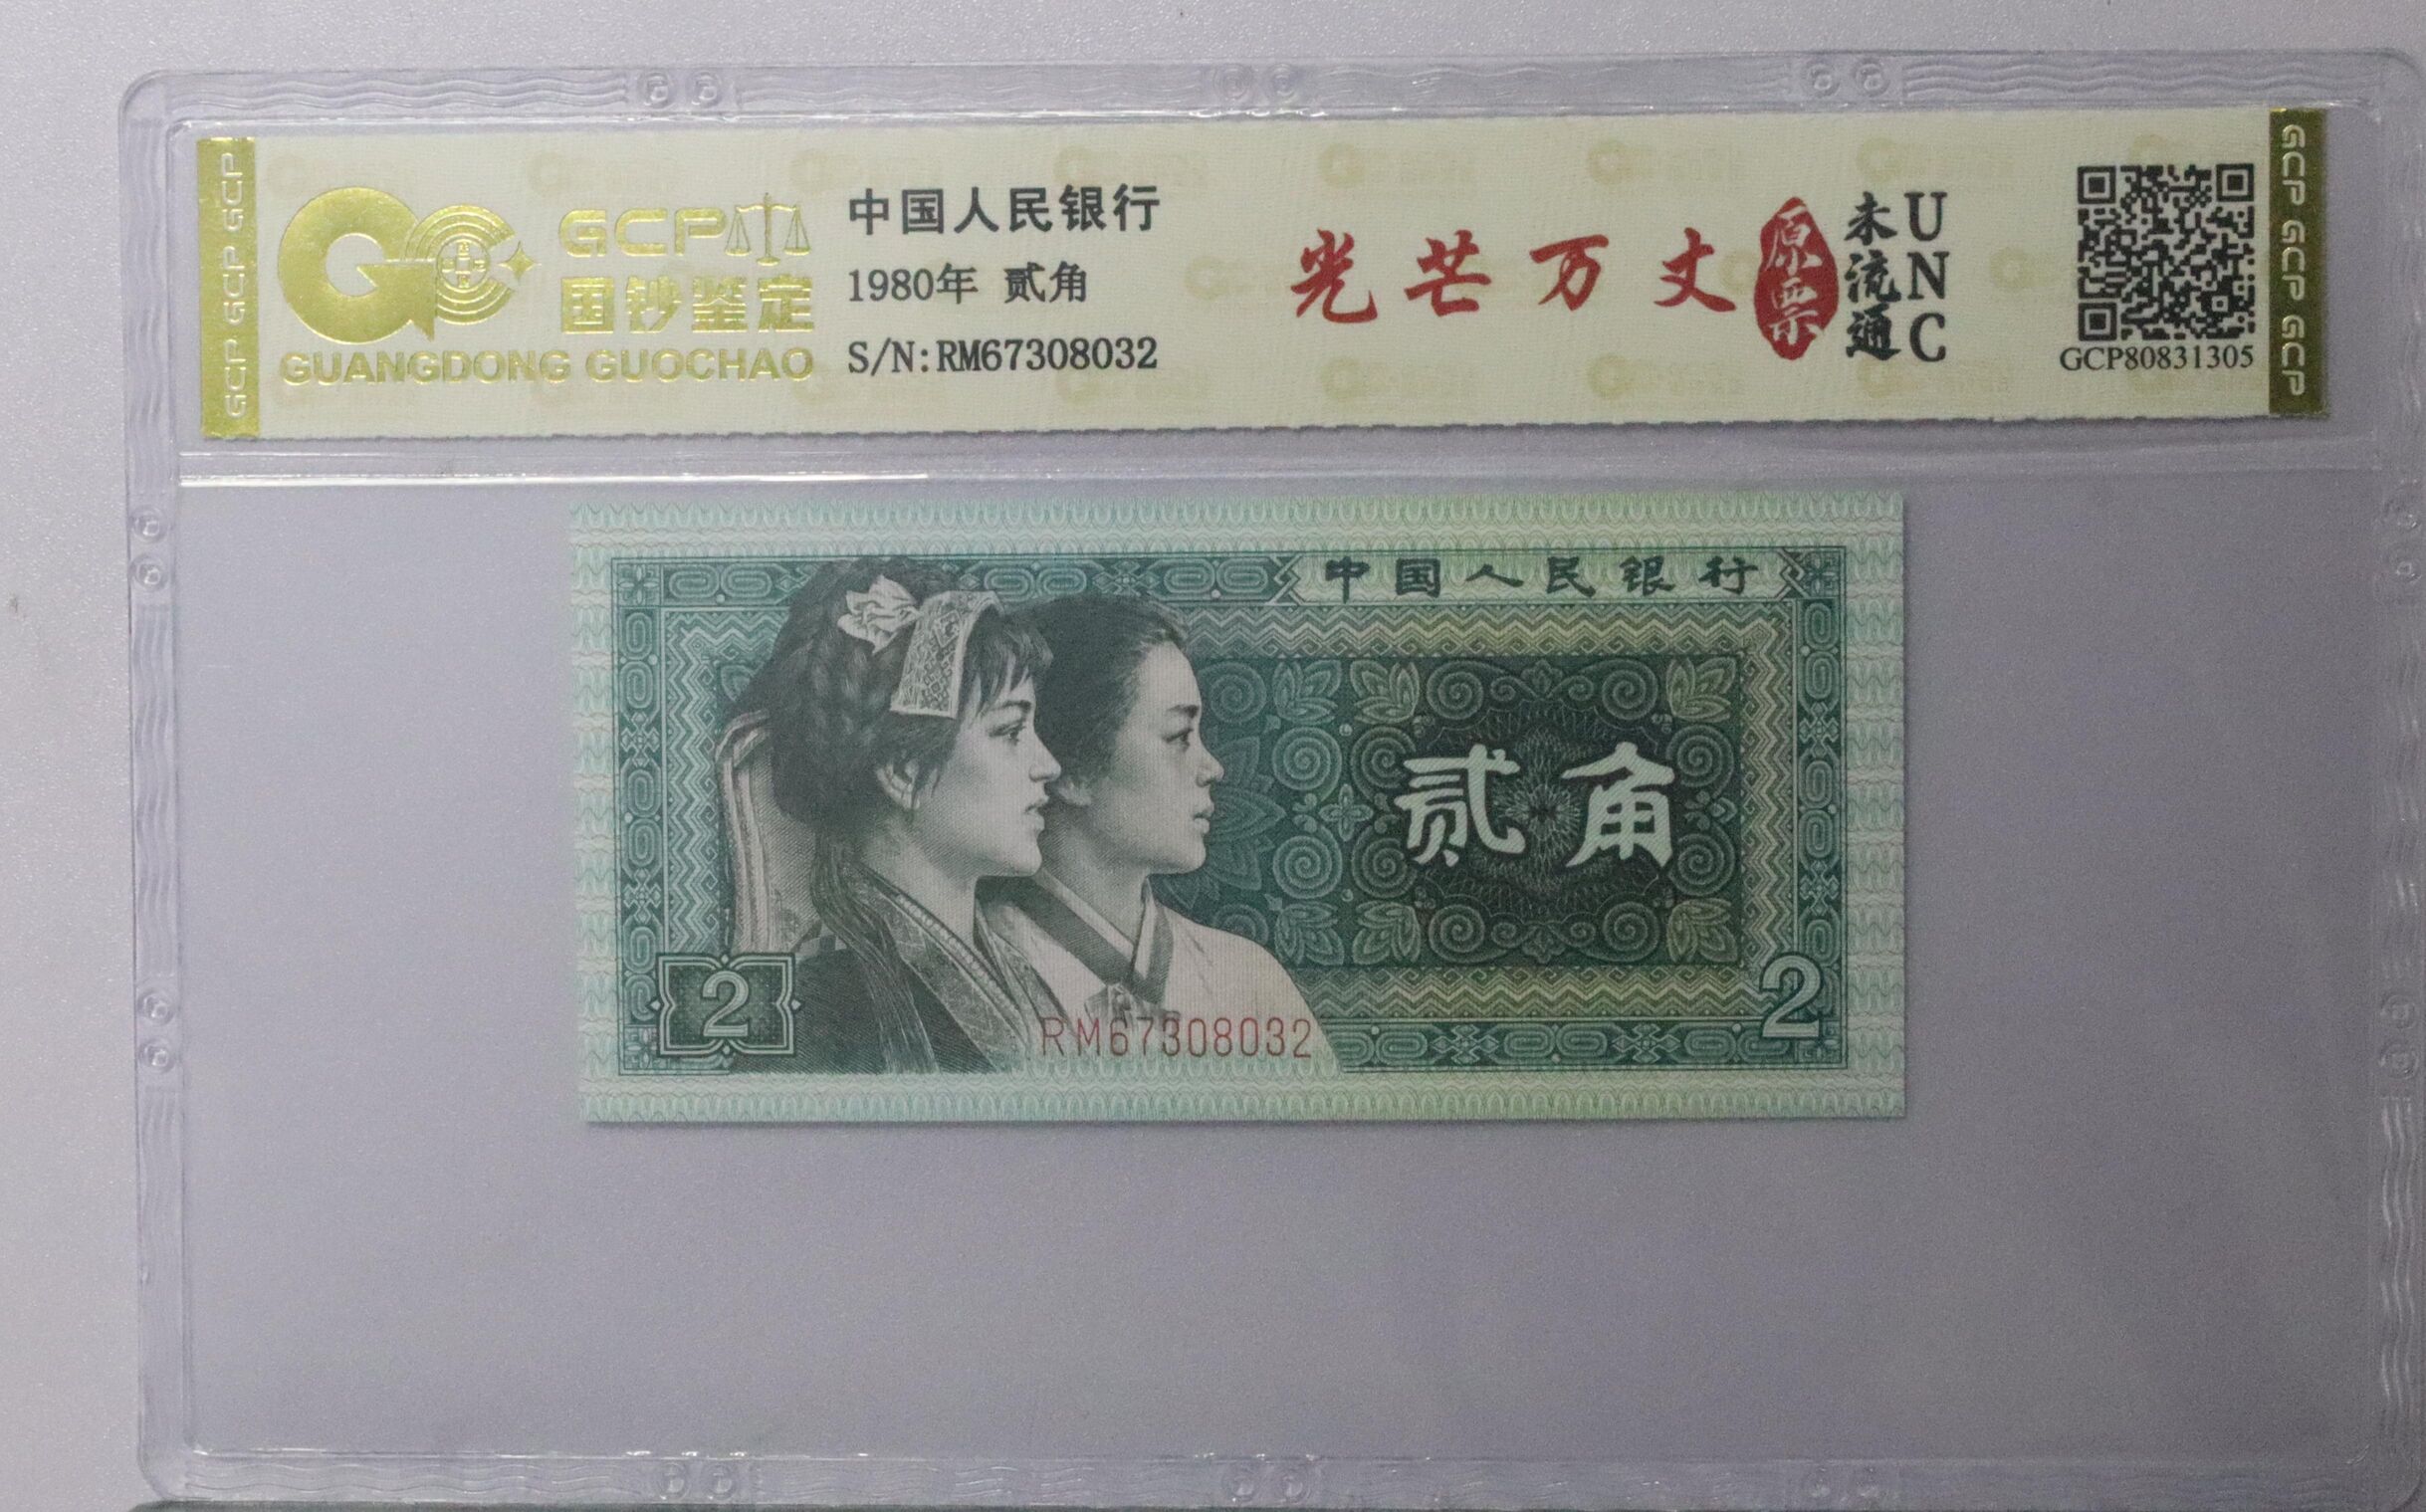 GCP GCP GCP
GCP
国钞鉴定
GUANGDONG GUOCHAO
中国人民银行
1980年 贰角
S/N:RM67308032
光芒万丈
原票
未流通
UNC
GCP80831305
GCP GCP GCP
中国人民银行
贰角
2
RM67308032
2